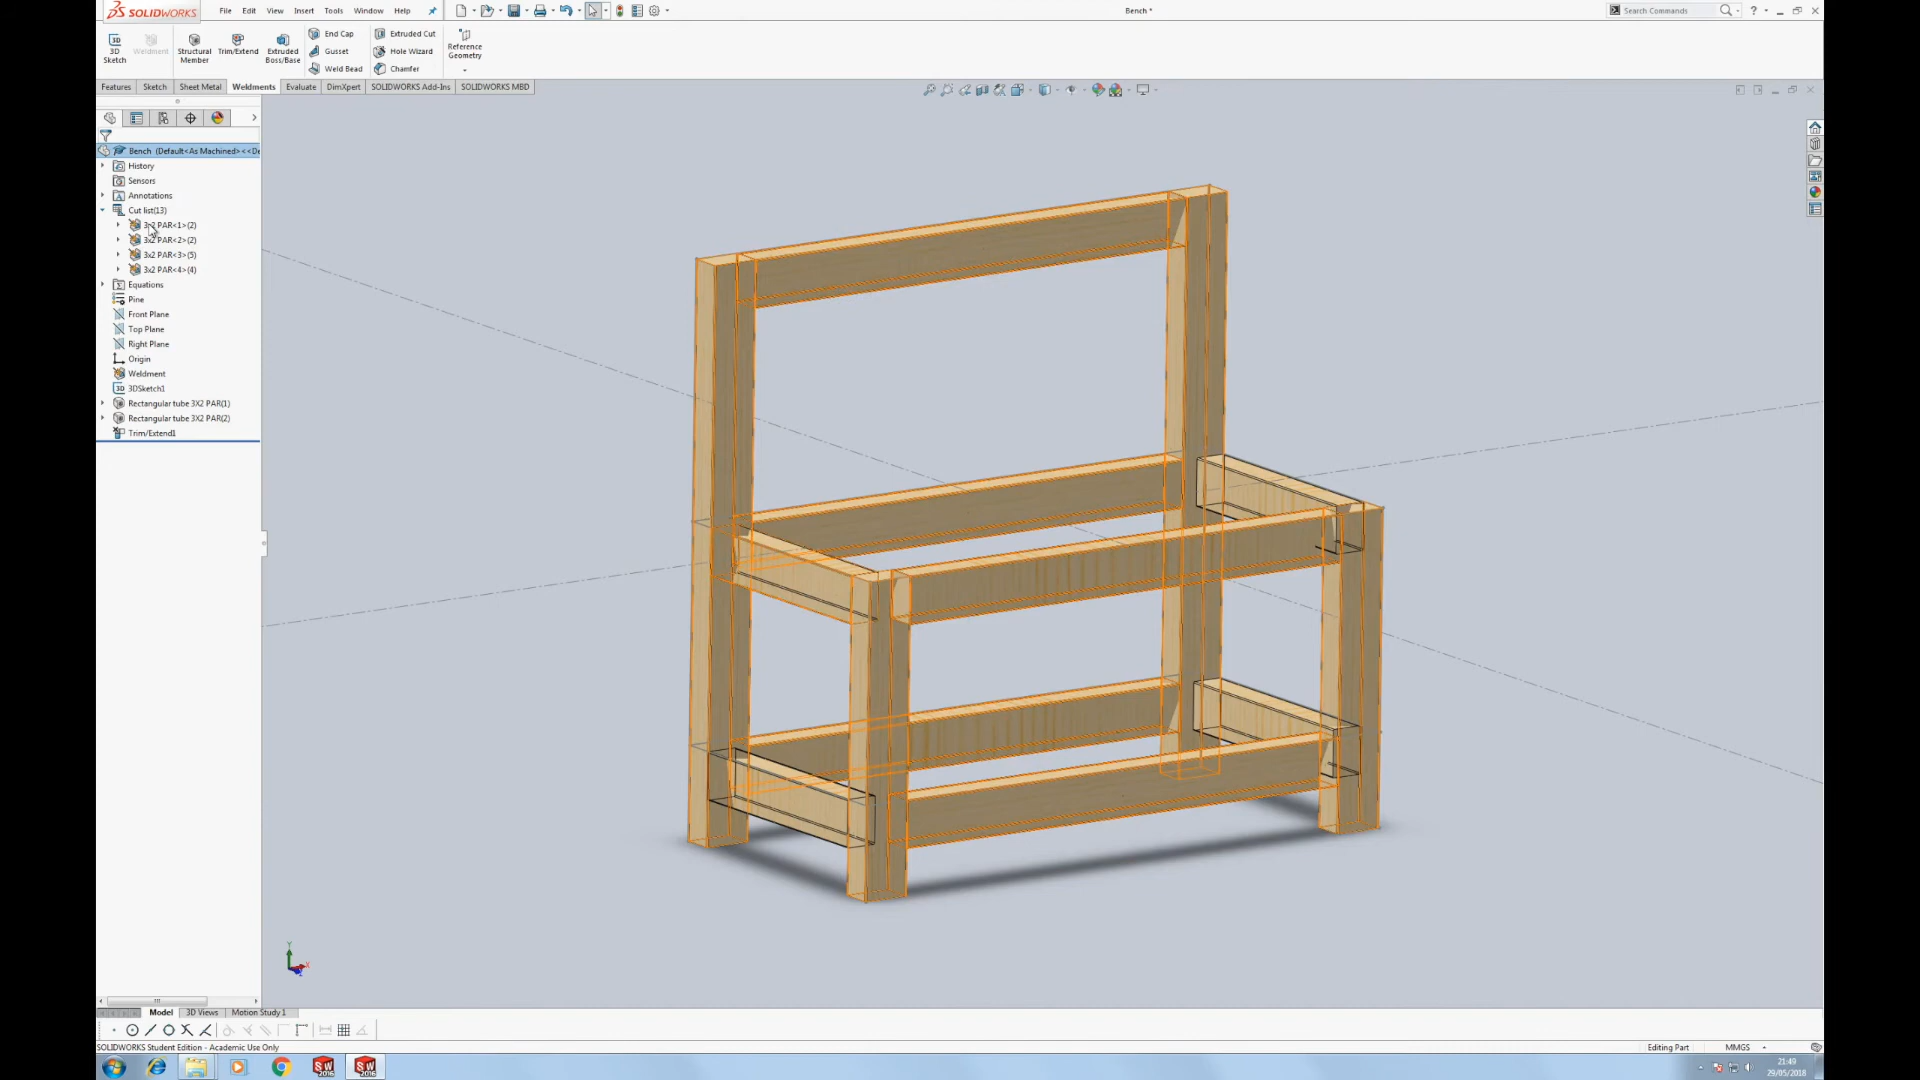 SOLIDWORKS
File Edit View Insert Tools Window Help
Bench *
Search Commands
3D Sketch
Weldment
Structural Member
Trim/Extend
Extruded Boss/Base
End Cap
Gusset
Weld Bead
Extruded Cut
Hole Wizard
Chamfer
Reference Geometry
Features Sketch Sheet Metal Weldments Evaluate DimXpert SOLIDWORKS Add-Ins SOLIDWORKS MBD
Bench (Default<As Machined><<De
History
Sensors
Annotations
Cut list(13)
3x2 PAR<1>(2)
3x2 PAR<2>(2)
3x2 PAR<3>(5)
3x2 PAR<4>(4)
Equations
Pine
Front Plane
Top Plane
Right Plane
Origin
Weldment
3DSketch1
Rectangular tube 3X2 PAR(1)
Rectangular tube 3X2 PAR(2)
Trim/Extend1
Model 3D Views Motion Study 1
SOLIDWORKS Student Edition - Academic Use Only
Editing Part
MMGS
21:49
29/05/2018